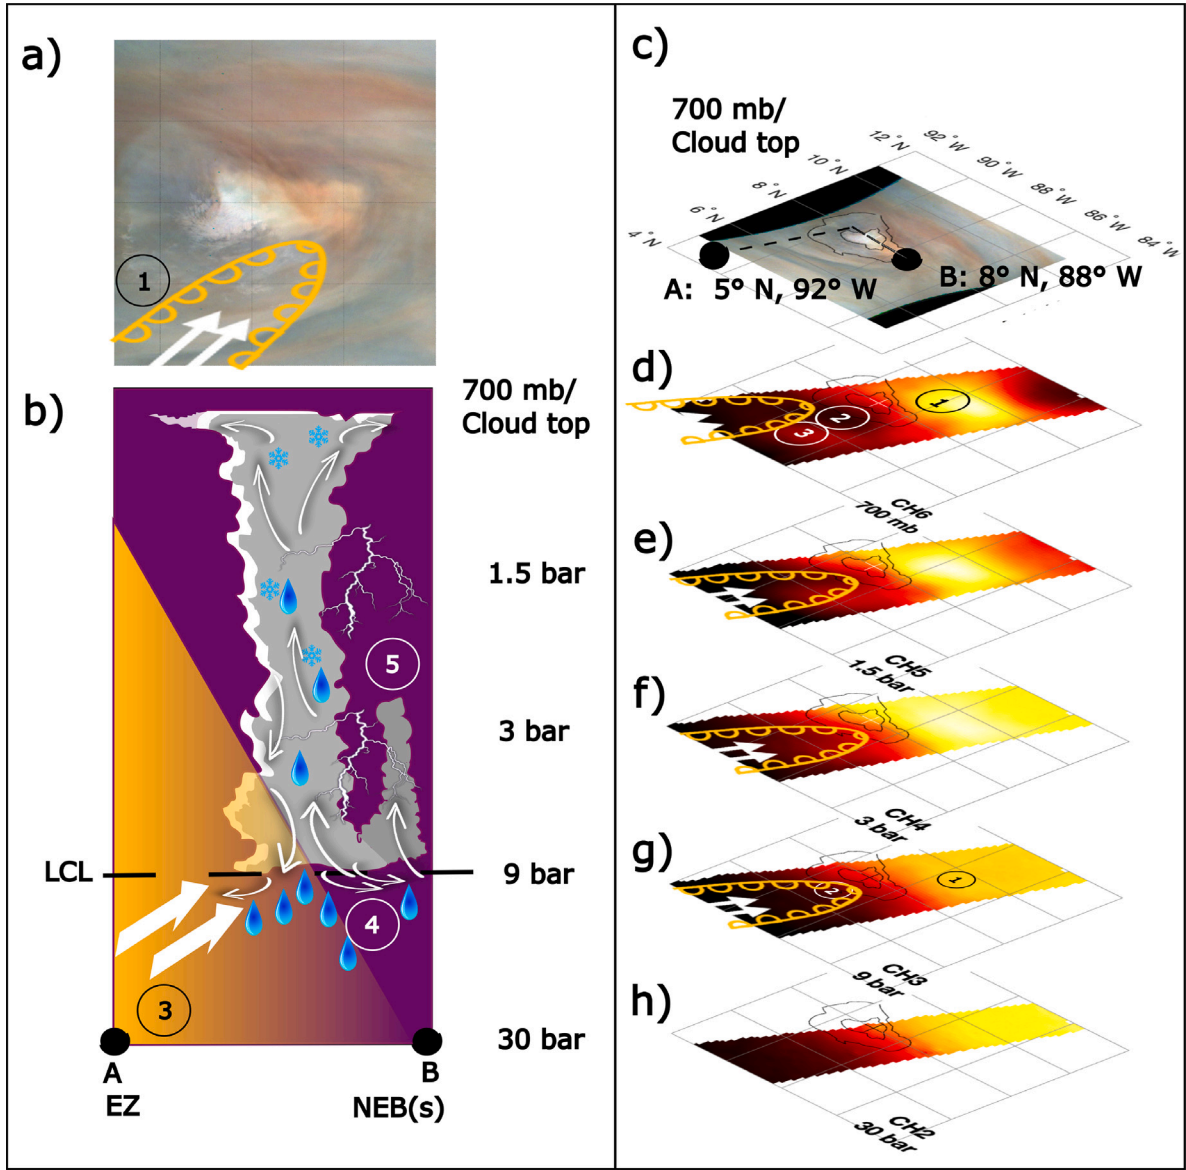 a)
1
b)
700 mb/
Cloud top
1.5 bar
5
3 bar
LCL
9 bar
4
3
30 bar
A
B
EZ
NEB(s)
c)
700 mb/
Cloud top
4°N
6°N
8°N
10°N
12°N
92°W
90°W
88°W
86°W
84°W
A: 5° N, 92° W
B: 8° N, 88° W
d)
1
2
3
CH6
700 mb
e)
CH5
1.5 bar
f)
CH4
3 bar
g)
2
1
CH3
9 bar
h)
CH2
30 bar